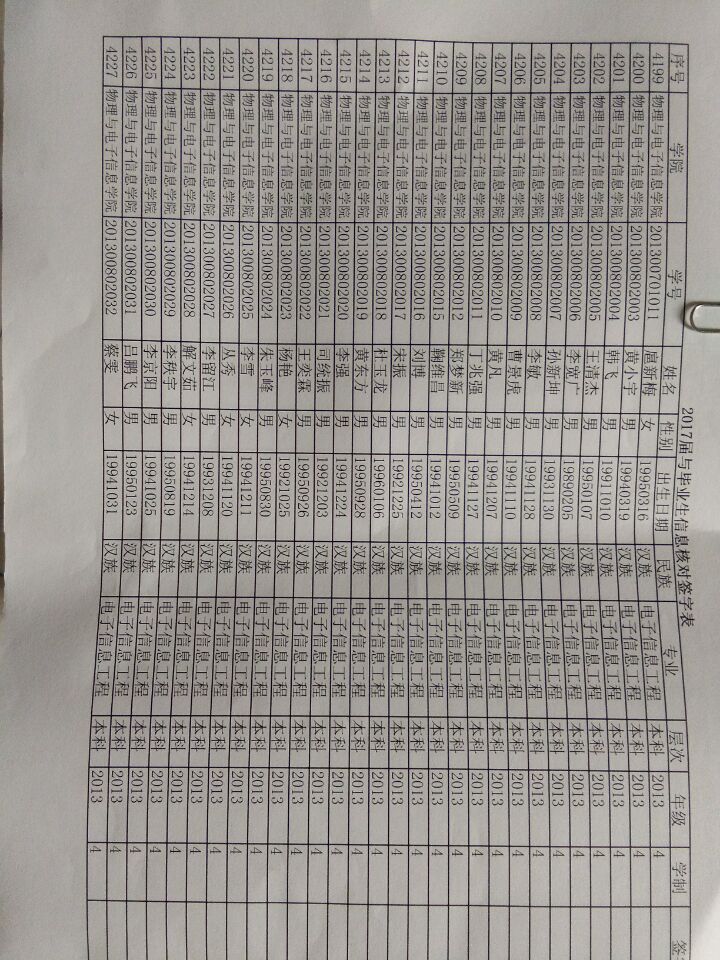 2017届与毕业生信息核对签字表
序号 学院 学号 姓名 性别 出生日期 民族 专业 层次 年级 学制
4199 物理与电子信息学院 201300701011 扈新梅 女 19950316 汉族 电子信息工程 本科 2013 4
4200 物理与电子信息学院 201300802003 黄小宇 男 19940319 汉族 电子信息工程 本科 2013 4
4201 物理与电子信息学院 201300802004 韩飞 男 19911010 汉族 电子信息工程 本科 2013 4
4202 物理与电子信息学院 201300802005 王清杰 男 19950107 汉族 电子信息工程 本科 2013 4
4203 物理与电子信息学院 201300802006 李宽广 男 19890205 汉族 电子信息工程 本科 2013 4
4204 物理与电子信息学院 201300802007 孙新坤 男 19931130 汉族 电子信息工程 本科 2013 4
4205 物理与电子信息学院 201300802008 李敏 男 19941128 汉族 电子信息工程 本科 2013 4
4206 物理与电子信息学院 201300802009 曹景虎 男 19941110 汉族 电子信息工程 本科 2013 4
4207 物理与电子信息学院 201300802010 黄凡 男 19941207 汉族 电子信息工程 本科 2013 4
4208 物理与电子信息学院 201300802011 丁兆强 男 19941127 汉族 电子信息工程 本科 2013 4
4209 物理与电子信息学院 201300802012 郑梦新 男 19950509 汉族 电子信息工程 本科 2013 4
4210 物理与电子信息学院 201300802015 鞠维昌 男 19941012 汉族 电子信息工程 本科 2013 4
4211 物理与电子信息学院 201300802016 刘博 男 19950412 汉族 电子信息工程 本科 2013 4
4212 物理与电子信息学院 201300802017 宋振 男 19921225 汉族 电子信息工程 本科 2013 4
4213 物理与电子信息学院 201300802018 杜玉龙 男 19960106 汉族 电子信息工程 本科 2013 4
4214 物理与电子信息学院 201300802019 黄东方 男 19950928 汉族 电子信息工程 本科 2013 4
4215 物理与电子信息学院 201300802020 李强 男 19941224 汉族 电子信息工程 本科 2013 4
4216 物理与电子信息学院 201300802021 司统振 男 19921203 汉族 电子信息工程 本科 2013 4
4217 物理与电子信息学院 201300802022 王奕霖 男 19950926 汉族 电子信息工程 本科 2013 4
4218 物理与电子信息学院 201300802023 杨艳 女 19921025 汉族 电子信息工程 本科 2013 4
4219 物理与电子信息学院 201300802024 朱玉峰 男 19950830 汉族 电子信息工程 本科 2013 4
4220 物理与电子信息学院 201300802025 李雪 女 19941211 汉族 电子信息工程 本科 2013 4
4221 物理与电子信息学院 201300802026 丛秀 女 19941120 汉族 电子信息工程 本科 2013 4
4222 物理与电子信息学院 201300802027 李留江 男 19931208 汉族 电子信息工程 本科 2013 4
4223 物理与电子信息学院 201300802028 解文茹 女 19941214 汉族 电子信息工程 本科 2013 4
4224 物理与电子信息学院 201300802029 李秩宇 男 19950819 汉族 电子信息工程 本科 2013 4
4225 物理与电子信息学院 201300802030 李京阳 男 19941025 汉族 电子信息工程 本科 2013 4
4226 物理与电子信息学院 201300802031 吕鹏飞 男 19950123 汉族 电子信息工程 本科 2013 4
4227 物理与电子信息学院 201300802032 蔡雯 女 19941031 汉族 电子信息工程 本科 2013 4